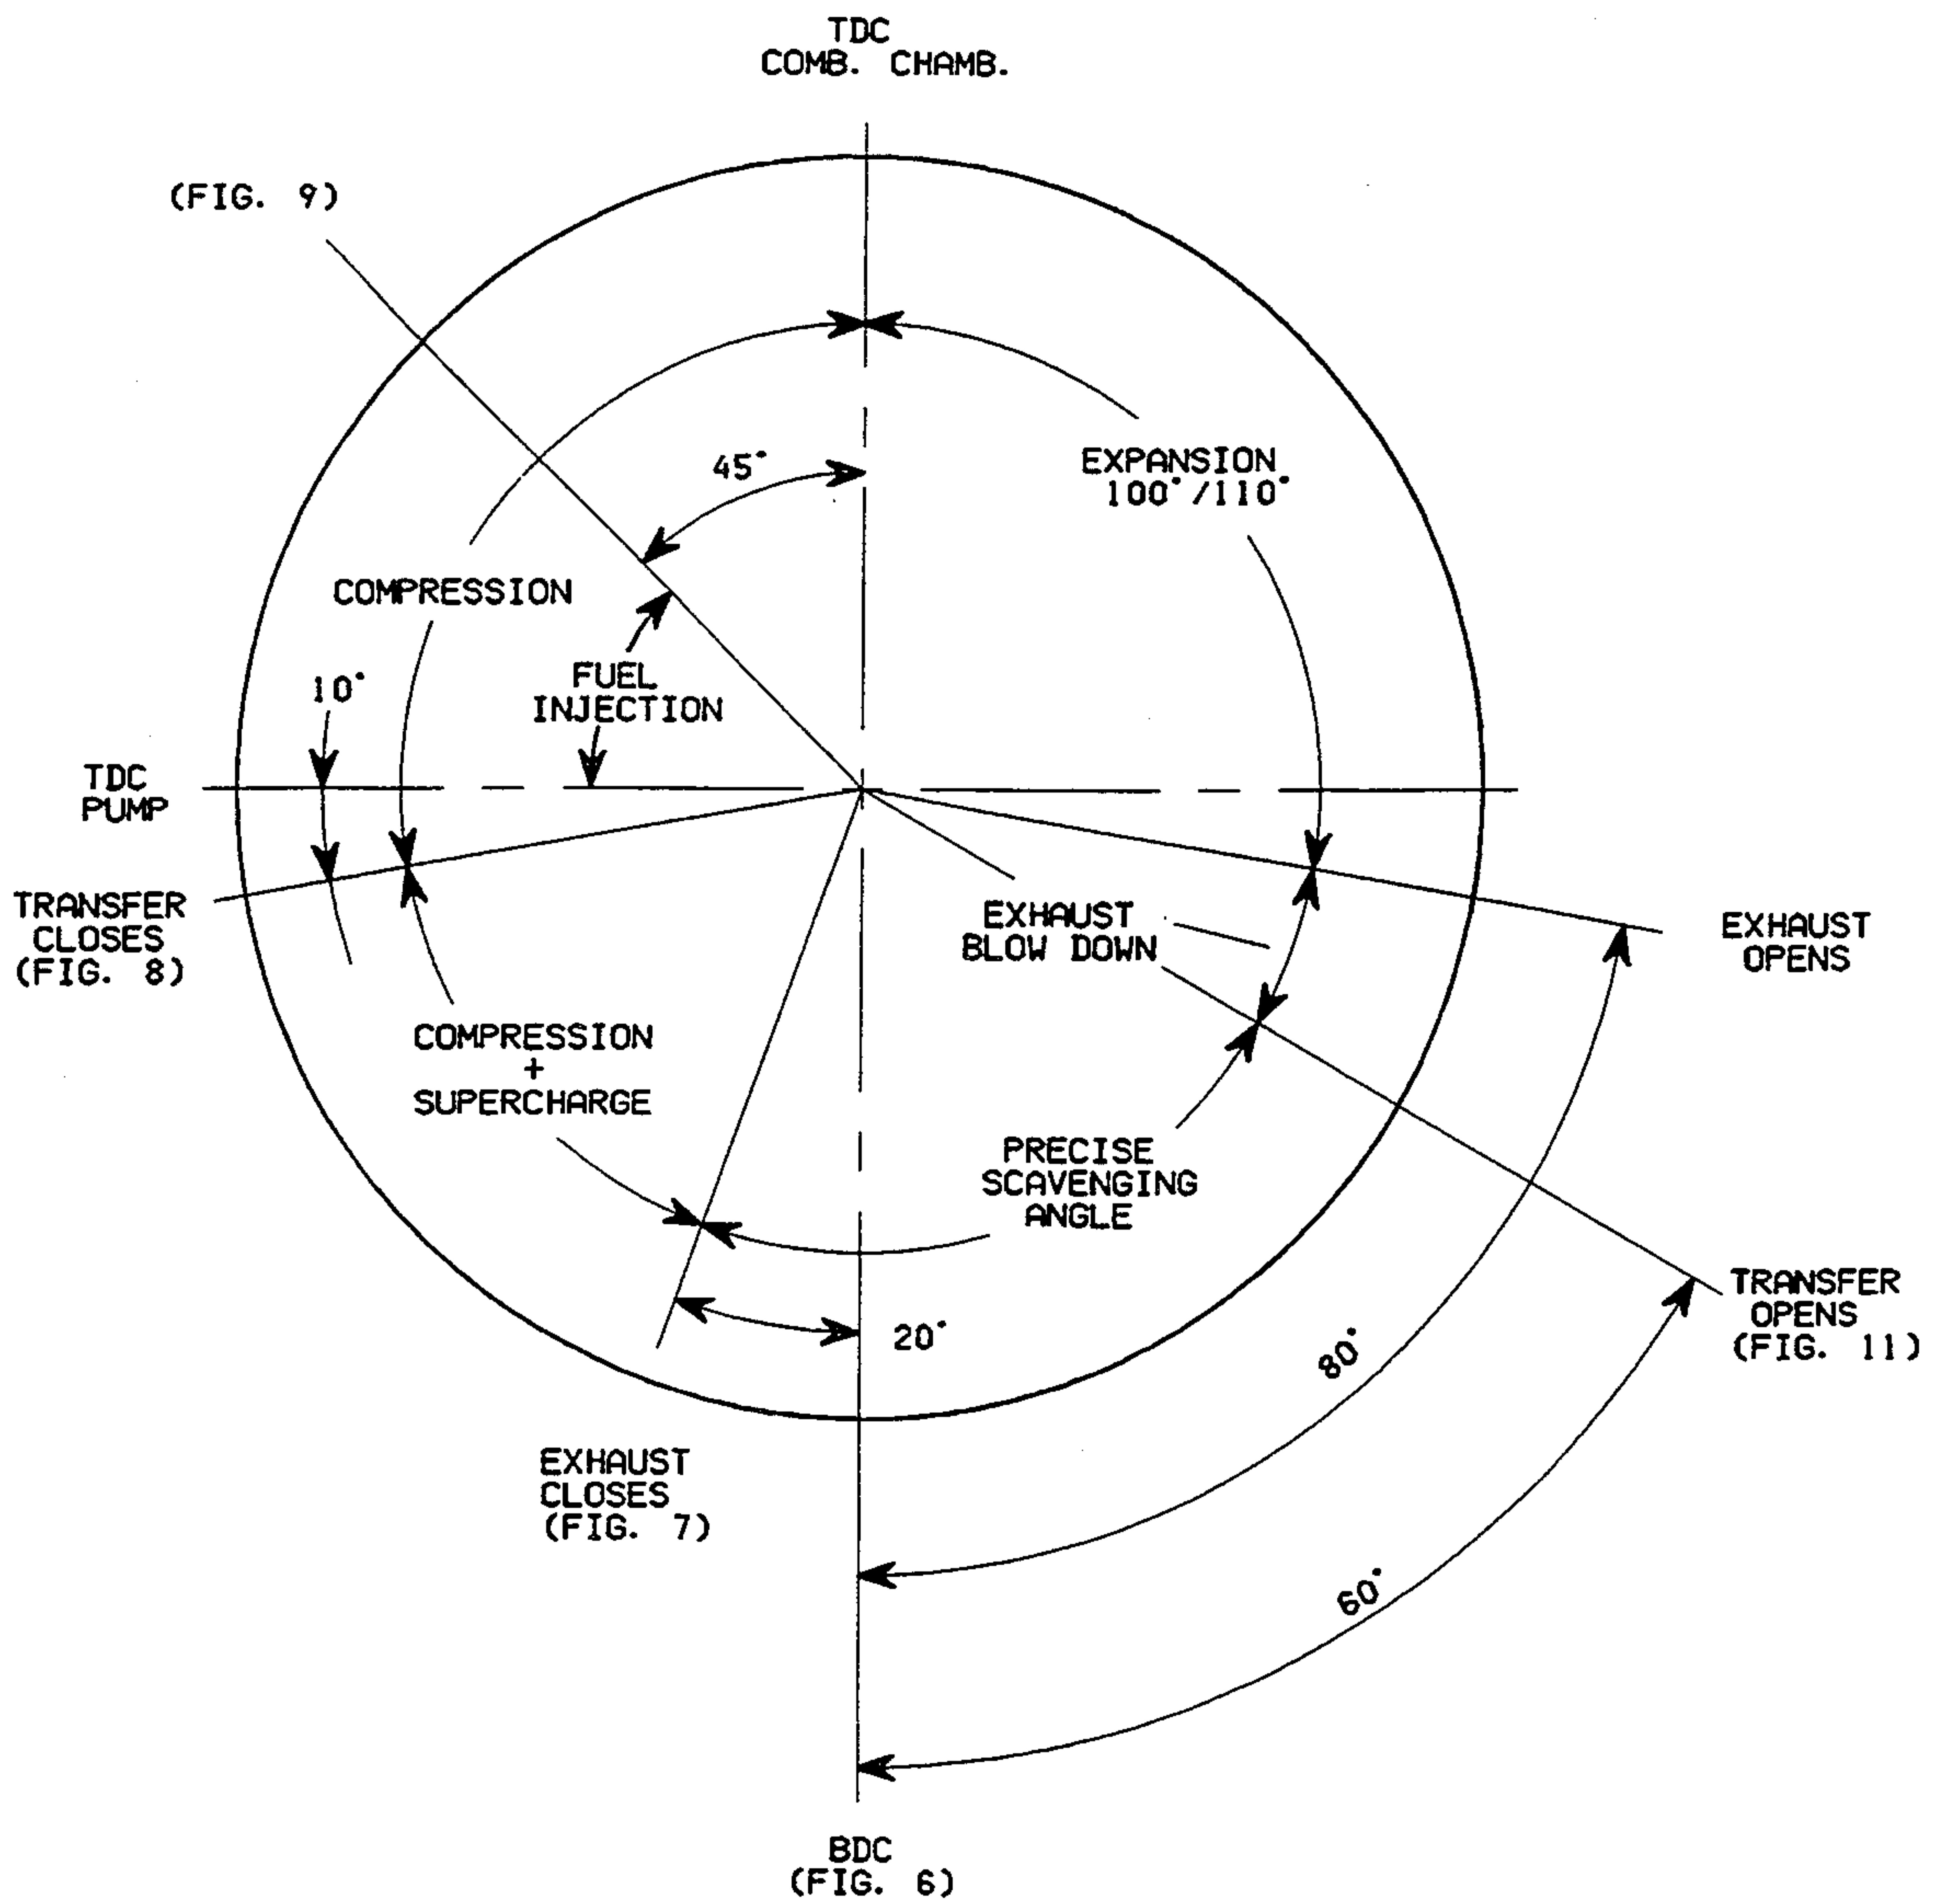 TDC
COMB. CHAMB.
(FIG. 9)
45°
EXPANSION
100°/110°
COMPRESSION
10°
FUEL
INJECTION
TDC
PUMP
TRANSFER
CLOSES
(FIG. 8)
EXHAUST
BLOW DOWN
EXHAUST
OPENS
COMPRESSION
+
SUPERCHARGE
PRECISE
SCAVENGING
ANGLE
20°
80°
TRANSFER
OPENS
(FIG. 11)
EXHAUST
CLOSES
(FIG. 7)
60°
BDC
(FIG. 6)